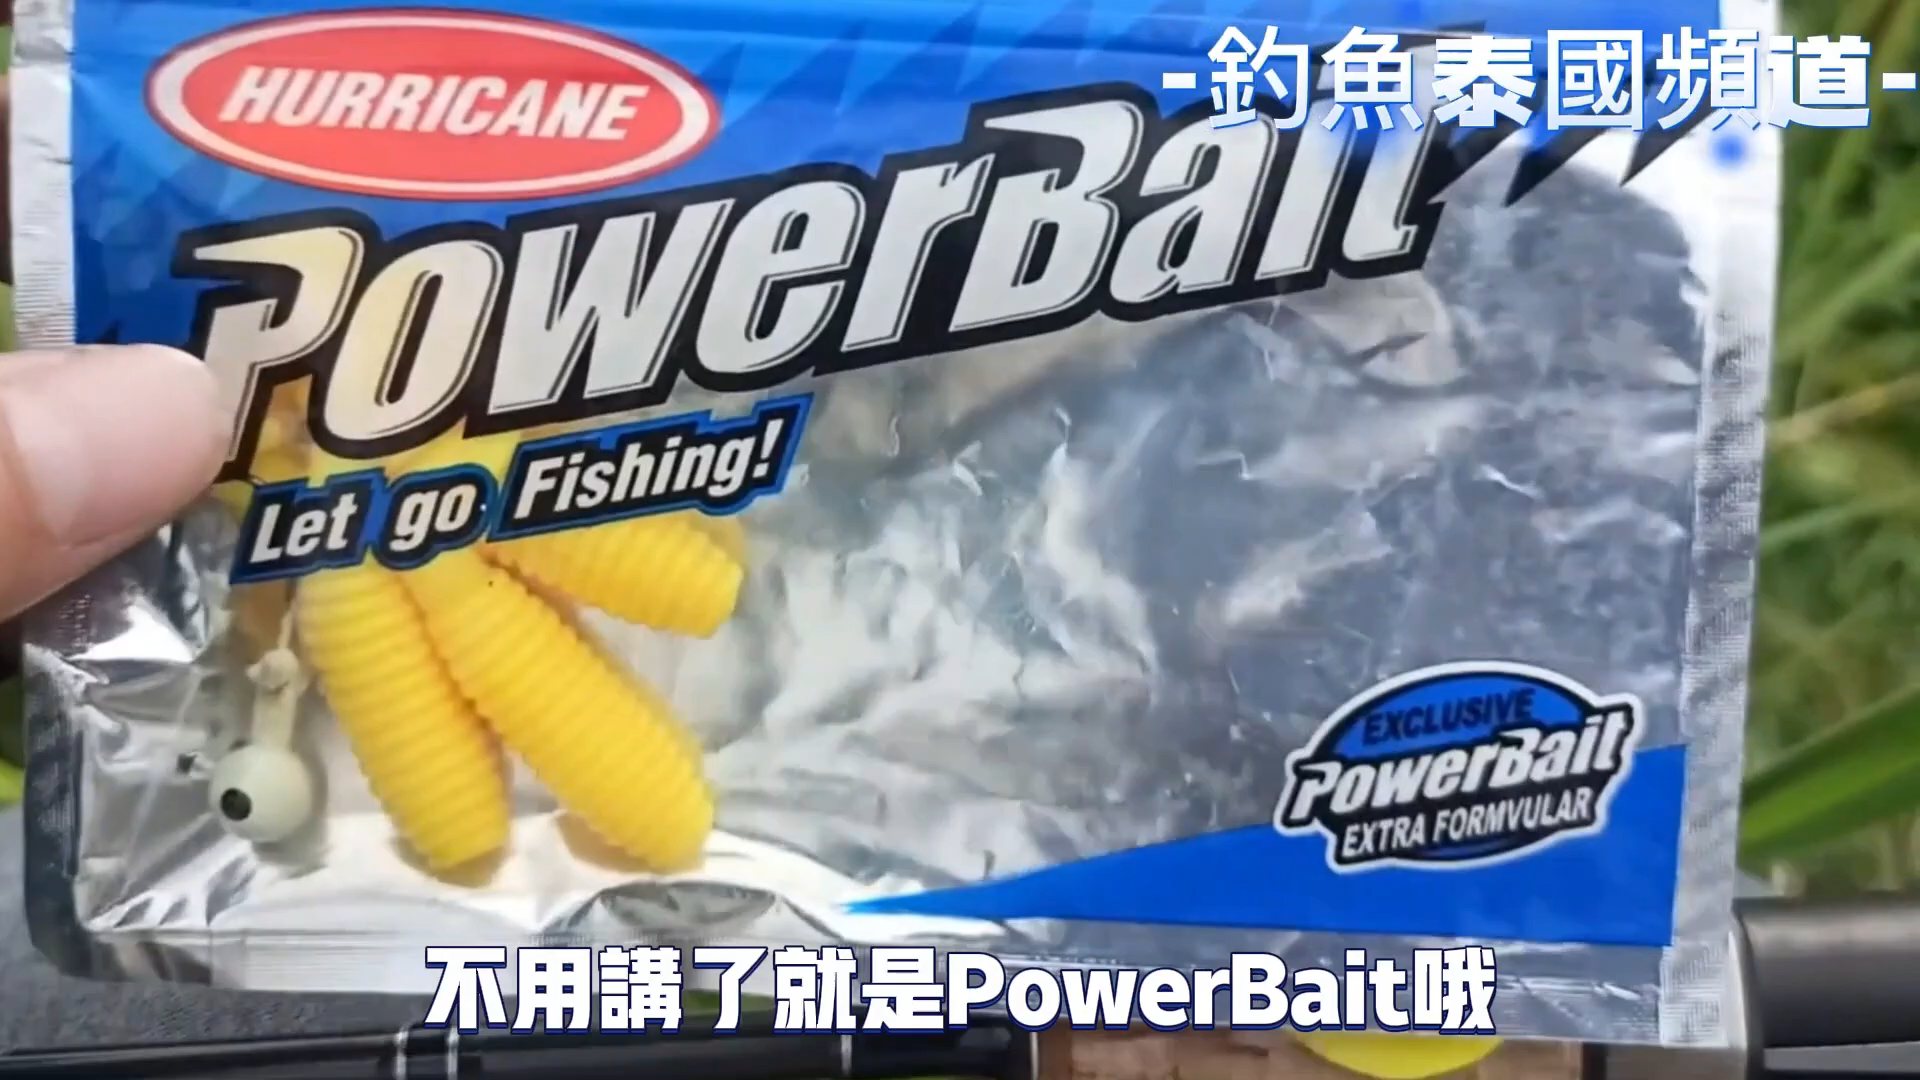 HURRICANE
-釣魚泰國頻道-
PowerBait
Let go Fishing!
EXCLUSIVE
PowerBait
EXTRA FORMVULAR
不用講了就是PowerBait哦